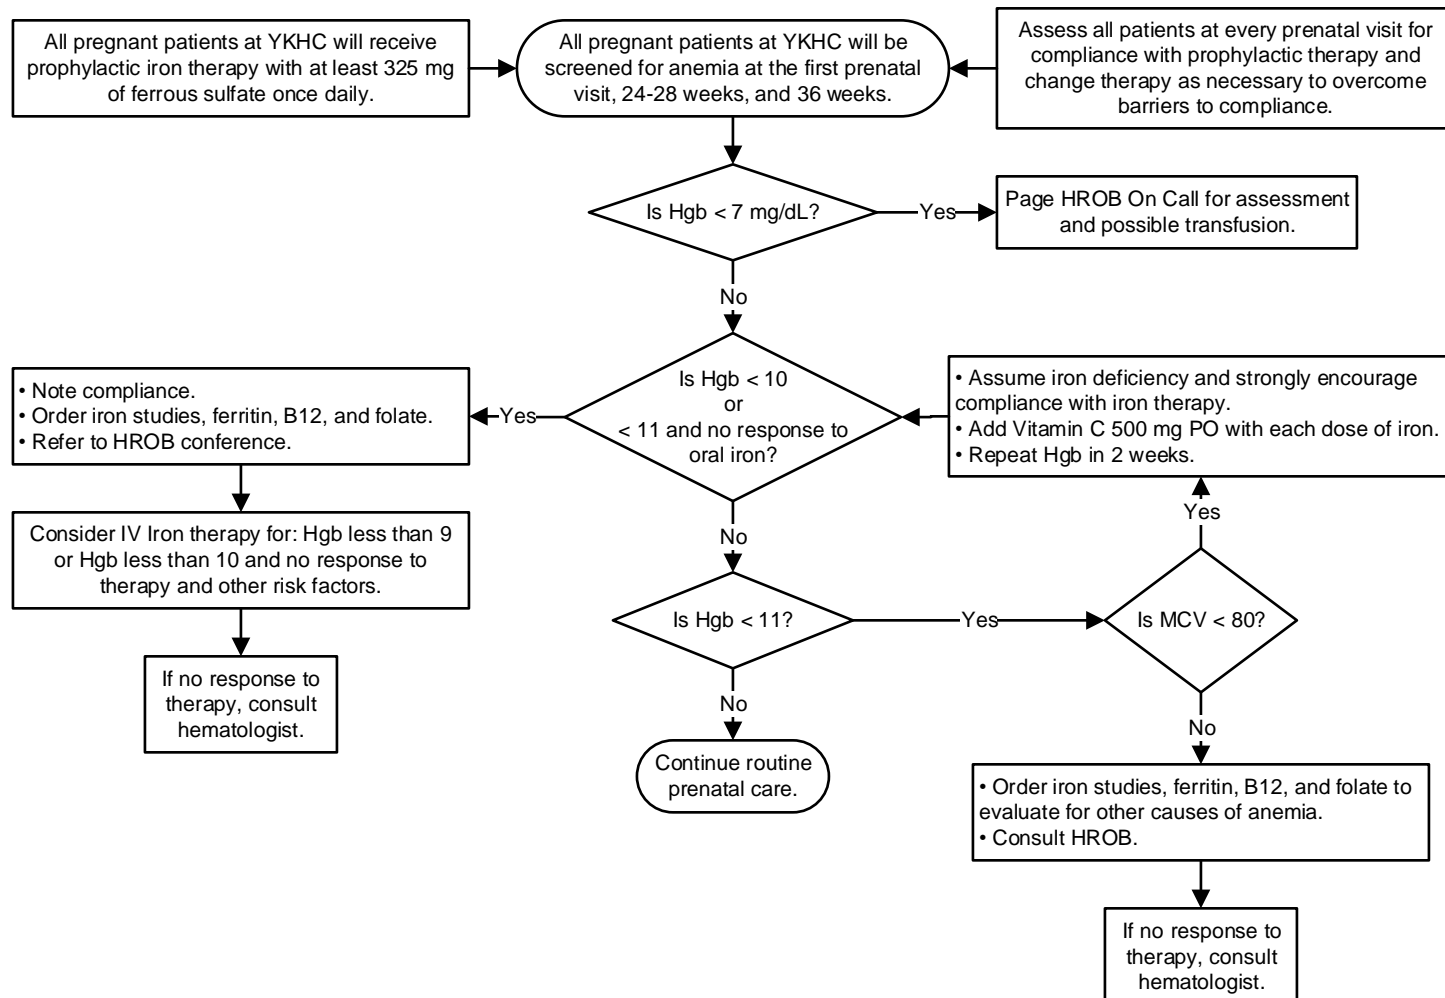 All pregnant patients at YKHC will receive
prophylactic iron therapy with at least 325 mg
of ferrous sulfate once daily.
All pregnant patients at YKHC will be
screened for anemia at the first prenatal
visit, 24-28 weeks, and 36 weeks.
Assess all patients at every prenatal visit for
compliance with prophylactic therapy and
change therapy as necessary to overcome
barriers to compliance.
Is Hgb < 7 mg/dL?
Yes
Page HROB On Call for assessment
and possible transfusion.
No
Is Hgb < 10
or
< 11 and no response to
oral iron?
Yes
• Note compliance.
• Order iron studies, ferritin, B12, and folate.
• Refer to HROB conference.
Consider IV Iron therapy for: Hgb less than 9
or Hgb less than 10 and no response to
therapy and other risk factors.
If no response to
therapy, consult
hematologist.
• Assume iron deficiency and strongly encourage
compliance with iron therapy.
• Add Vitamin C 500 mg PO with each dose of iron.
• Repeat Hgb in 2 weeks.
Yes
No
Is Hgb < 11?
Yes
Is MCV < 80?
No
Continue routine
prenatal care.
No
• Order iron studies, ferritin, B12, and folate to
evaluate for other causes of anemia.
• Consult HROB.
If no response to
therapy, consult
hematologist.